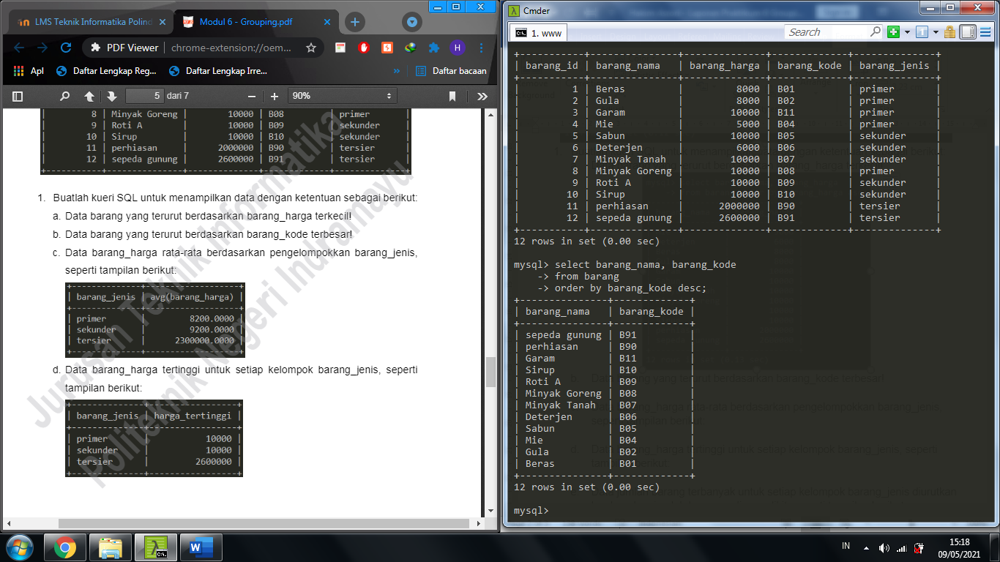 LMS Teknik Informatika Polind
Modul 6 - Grouping.pdf
PDF Viewer
chrome-extension://oem...
H
Apl
Daftar Lengkap Reg...
Daftar Lengkap Irre...
»
Daftar bacaan
5 dari 7
90%
| 8 | Minyak Goreng | 10000 | B08 | primer |
| 9 | Roti A | 10000 | B09 | sekunder |
| 10 | Sirup | 10000 | B10 | sekunder |
| 11 | perhiasan | 2000000 | B90 | tersier |
| 12 | sepeda gunung | 2600000 | B91 | tersier |
1. Buatlah kueri SQL untuk menampilkan data dengan ketentuan sebagai berikut:
a. Data barang yang terurut berdasarkan barang_harga terkecil!
b. Data barang yang terurut berdasarkan barang_kode terbesar!
c. Data barang_harga rata-rata berdasarkan pengelompokkan barang_jenis,
seperti tampilan berikut:
| barang_jenis | avg(barang_harga) |
| primer | 8200.0000 |
| sekunder | 9200.0000 |
| tersier | 2300000.0000 |
d. Data barang_harga tertinggi untuk setiap kelompok barang_jenis, seperti
tampilan berikut:
| barang_jenis | harga_tertinggi |
| primer | 10000 |
| sekunder | 10000 |
| tersier | 2600000 |
Jurusan Teknik Informatika
Politeknik Negeri Indramayu
Cmder
1. www
Search
| barang_id | barang_nama | barang_harga | barang_kode | barang_jenis |
| 1 | Beras | 8000 | B01 | primer |
| 2 | Gula | 8000 | B02 | primer |
| 3 | Garam | 10000 | B11 | primer |
| 4 | Mie | 5000 | B04 | primer |
| 5 | Sabun | 10000 | B05 | sekunder |
| 6 | Deterjen | 6000 | B06 | sekunder |
| 7 | Minyak Tanah | 10000 | B07 | sekunder |
| 8 | Minyak Goreng | 10000 | B08 | primer |
| 9 | Roti A | 10000 | B09 | sekunder |
| 10 | Sirup | 10000 | B10 | sekunder |
| 11 | perhiasan | 2000000 | B90 | tersier |
| 12 | sepeda gunung | 2600000 | B91 | tersier |
12 rows in set (0.00 sec)
mysql> select barang_nama, barang_kode
-> from barang
-> order by barang_kode desc;
| barang_nama | barang_kode |
| sepeda gunung | B91 |
| perhiasan | B90 |
| Garam | B11 |
| Sirup | B10 |
| Roti A | B09 |
| Minyak Goreng | B08 |
| Minyak Tanah | B07 |
| Deterjen | B06 |
| Sabun | B05 |
| Mie | B04 |
| Gula | B02 |
| Beras | B01 |
12 rows in set (0.00 sec)
mysql>
IN
15:18
09/05/2021